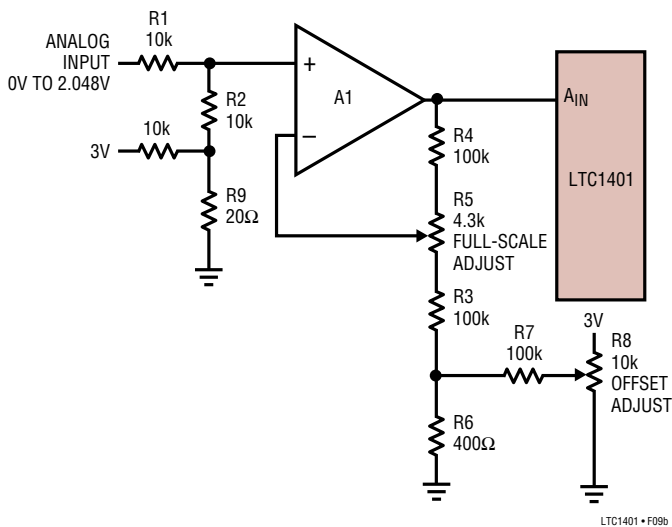 R1
10k
ANALOG
INPUT
0V TO 2.048V
R2
10k
10k
3V
R9
20Ω
+
–
A1
R4
100k
R5
4.3k
FULL-SCALE
ADJUST
R3
100k
R7
100k
R6
400Ω
AIN
LTC1401
3V
R8
10k
OFFSET
ADJUST
LTC1401 • F09b